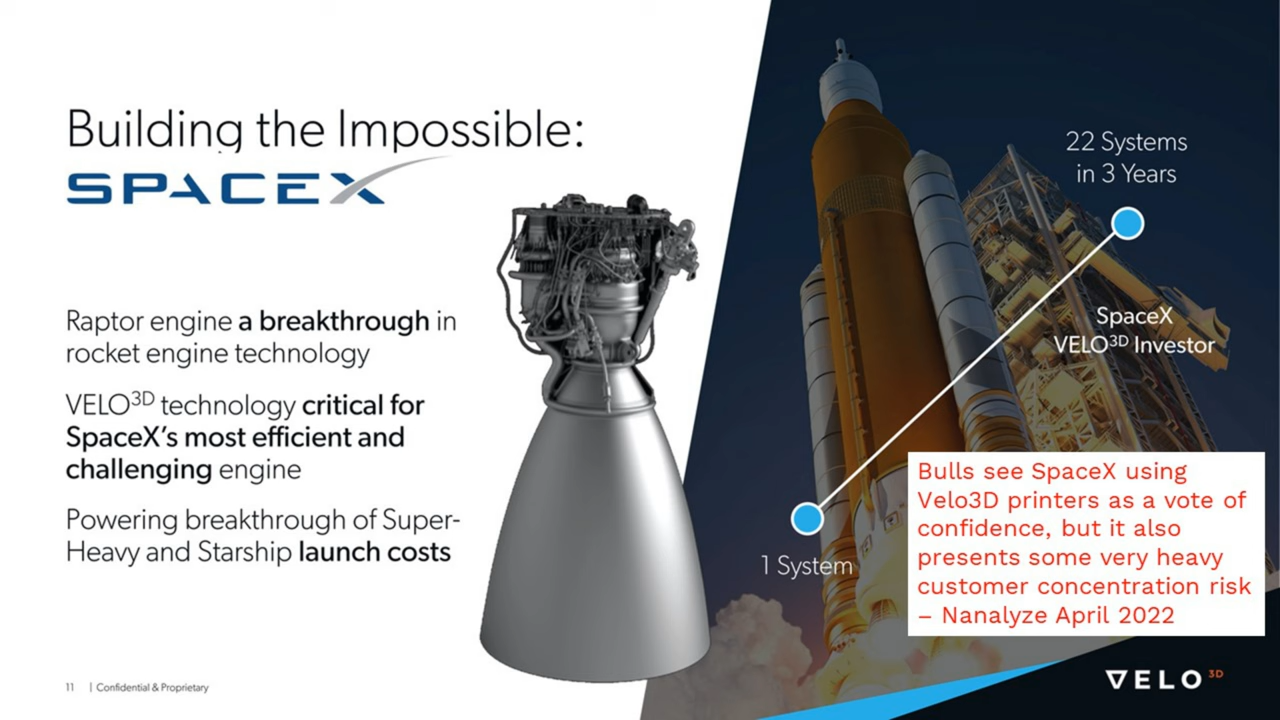 Building the Impossible:
SPACEX
Raptor engine a breakthrough in
rocket engine technology
VELO3D technology critical for
SpaceX’s most efficient and
challenging engine
Powering breakthrough of Super-
Heavy and Starship launch costs
22 Systems
in 3 Years
SpaceX
VELO3D Investor
1 System
Bulls see SpaceX using
Velo3D printers as a vote of
confidence, but it also
presents some very heavy
customer concentration risk
– Nanalyze April 2022
11 | Confidential & Proprietary
VELO 3D